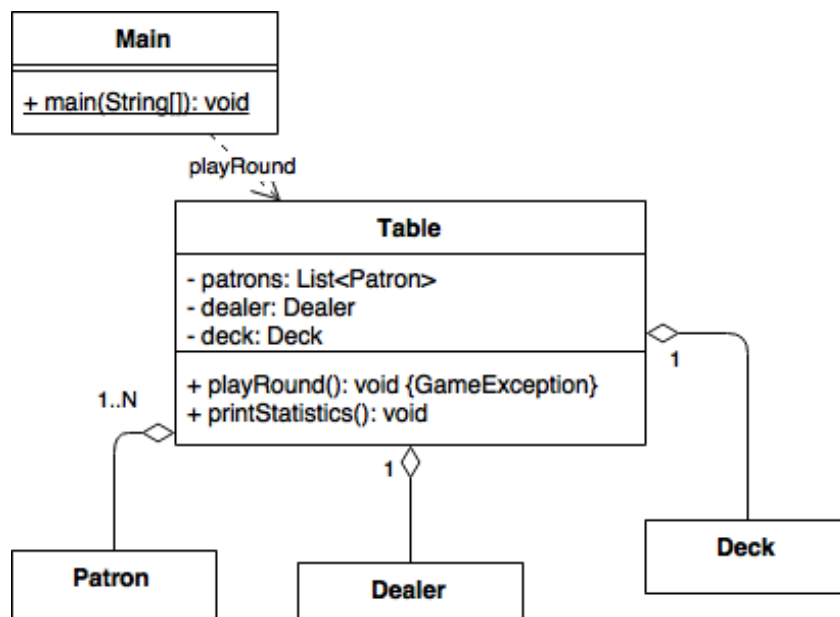 Main
+ main(String[]): void
playRound
Table
- patrons: List<Patron>
- dealer: Dealer
- deck: Deck
+ playRound(): void {GameException}
+ printStatistics(): void
1
1..N
1
Patron
Dealer
Deck